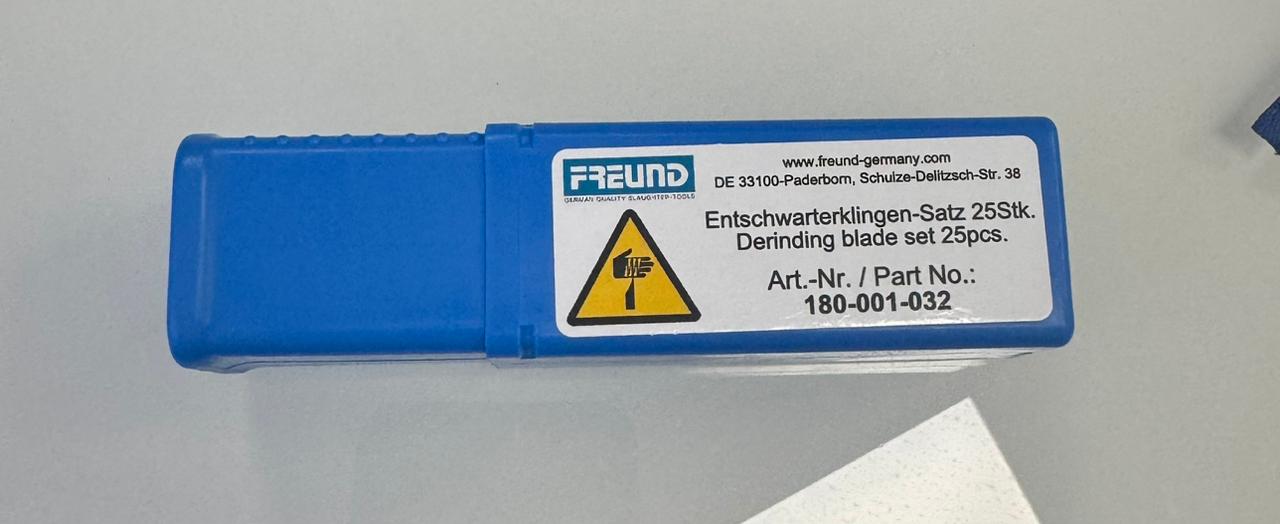 FREUND
GERMAN QUALITY SLAUGHTER-TOOLS
www.freund-germany.com
DE 33100-Paderborn, Schulze-Delitzsch-Str. 38
Entschwarterklingen-Satz 25Stk.
Derinding blade set 25pcs.
Art.-Nr. / Part No.:
180-001-032